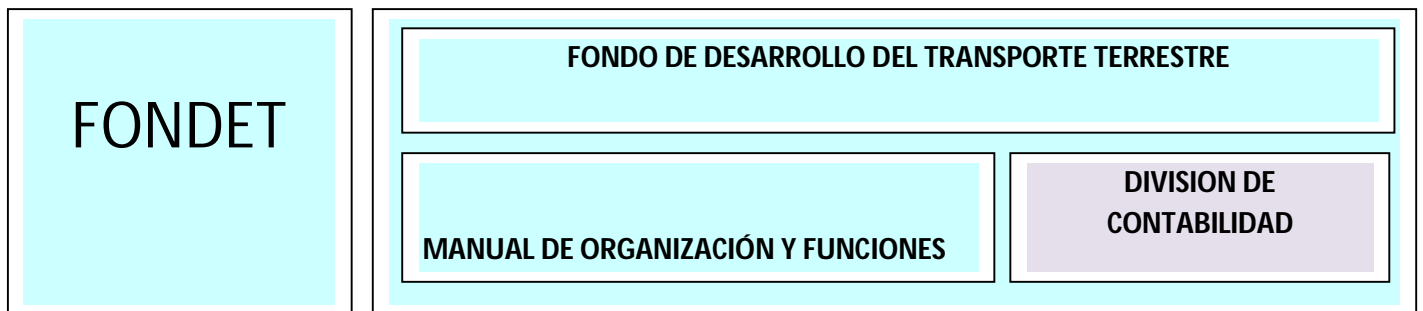 FONDET
FONDO DE DESARROLLO DEL TRANSPORTE TERRESTRE
MANUAL DE ORGANIZACIÓN Y FUNCIONES
DIVISION DE
CONTABILIDAD